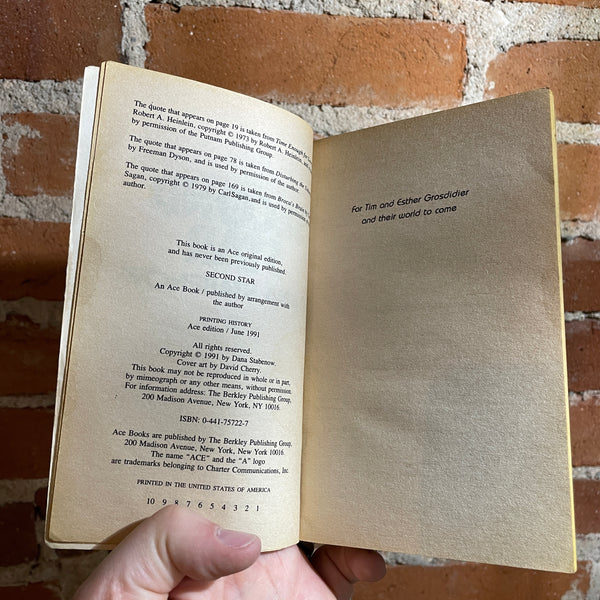 The quote that appears on page 19 is taken from Time Enough for
Robert A. Heinlein, copyright © 1973 by Robert A. Heinlein,
by permission of the Putnam Publishing Group.
The quote that appears on page 78 is taken from Disturbing the
by Freeman Dyson, and is used by permission of the author.
The quote that appears on page 169 is taken from Broca's Brain by
Sagan, copyright © 1979 by CarlSagan, and is used by permission
author.
This book is an Ace original edition,
and has never been previously published.
SECOND STAR
An Ace Book / published by arrangement with
the author
PRINTING HISTORY
Ace edition / June 1991
All rights reserved.
Copyright © 1991 by Dana Stabenow.
Cover art by David Cherry.
This book may not be reproduced in whole or in part,
by mimeograph or any other means, without permission.
For information address: The Berkley Publishing Group,
200 Madison Avenue, New York, NY 10016.
ISBN: 0-441-75722-7
Ace Books are published by The Berkley Publishing Group,
200 Madison Avenue, New York, New York 10016.
The name "ACE" and the "A" logo
are trademarks belonging to Charter Communications, Inc.
PRINTED IN THE UNITED STATES OF AMERICA
10 9 8 7 6 5 4 3 2 1
For Tim and Esther Grosdidier
and their world to come